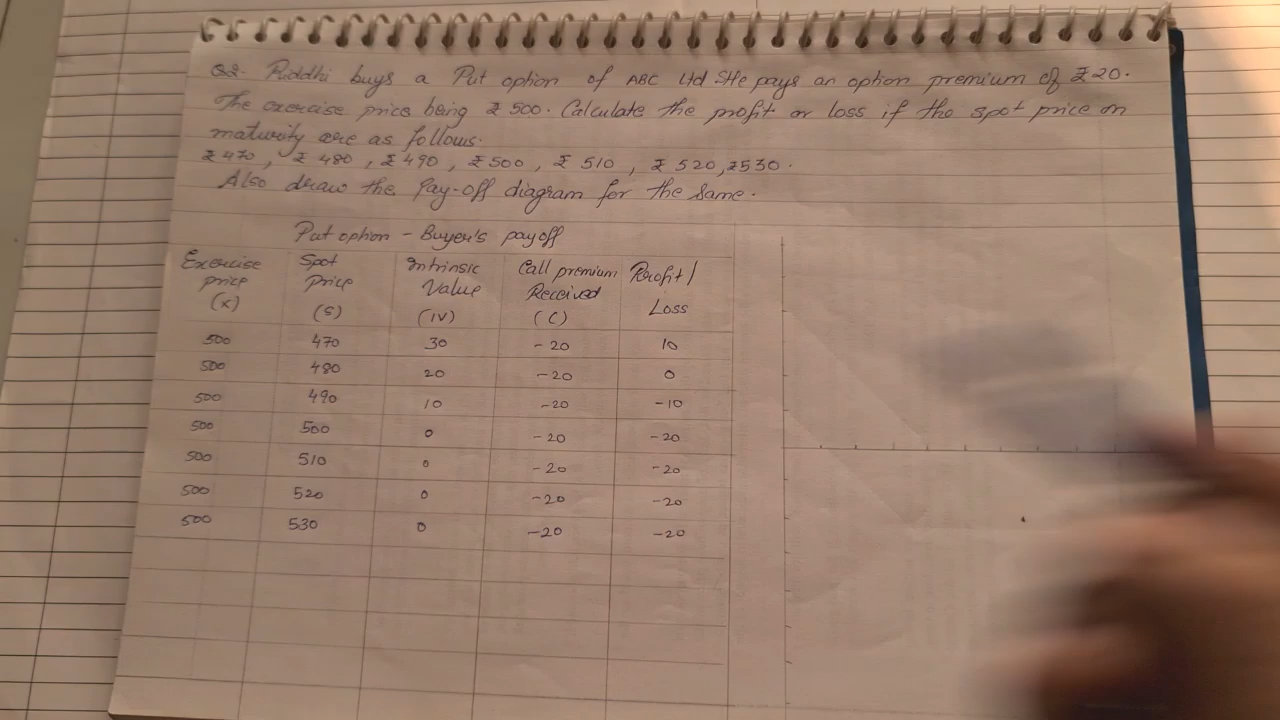 Q2- Riddhi buys a Put option of ABC Ltd She pays an option premium of ₹20.
The exercise price being ₹500. Calculate the profit or loss if the spot price on
maturity are as follows.
₹470, ₹480, ₹490, ₹500, ₹510, ₹520, ₹530.
Also draw the Pay-off diagram for the same.
Put option - Buyer's payoff
Exercise price (X) Spot Price (S) Intrinsic Value (IV) Call premium Received (C) Profit/ Loss
500 470 30 -20 10
500 480 20 -20 0
500 490 10 -20 -10
500 500 0 -20 -20
500 510 0 -20 -20
500 520 0 -20 -20
500 530 0 -20 -20